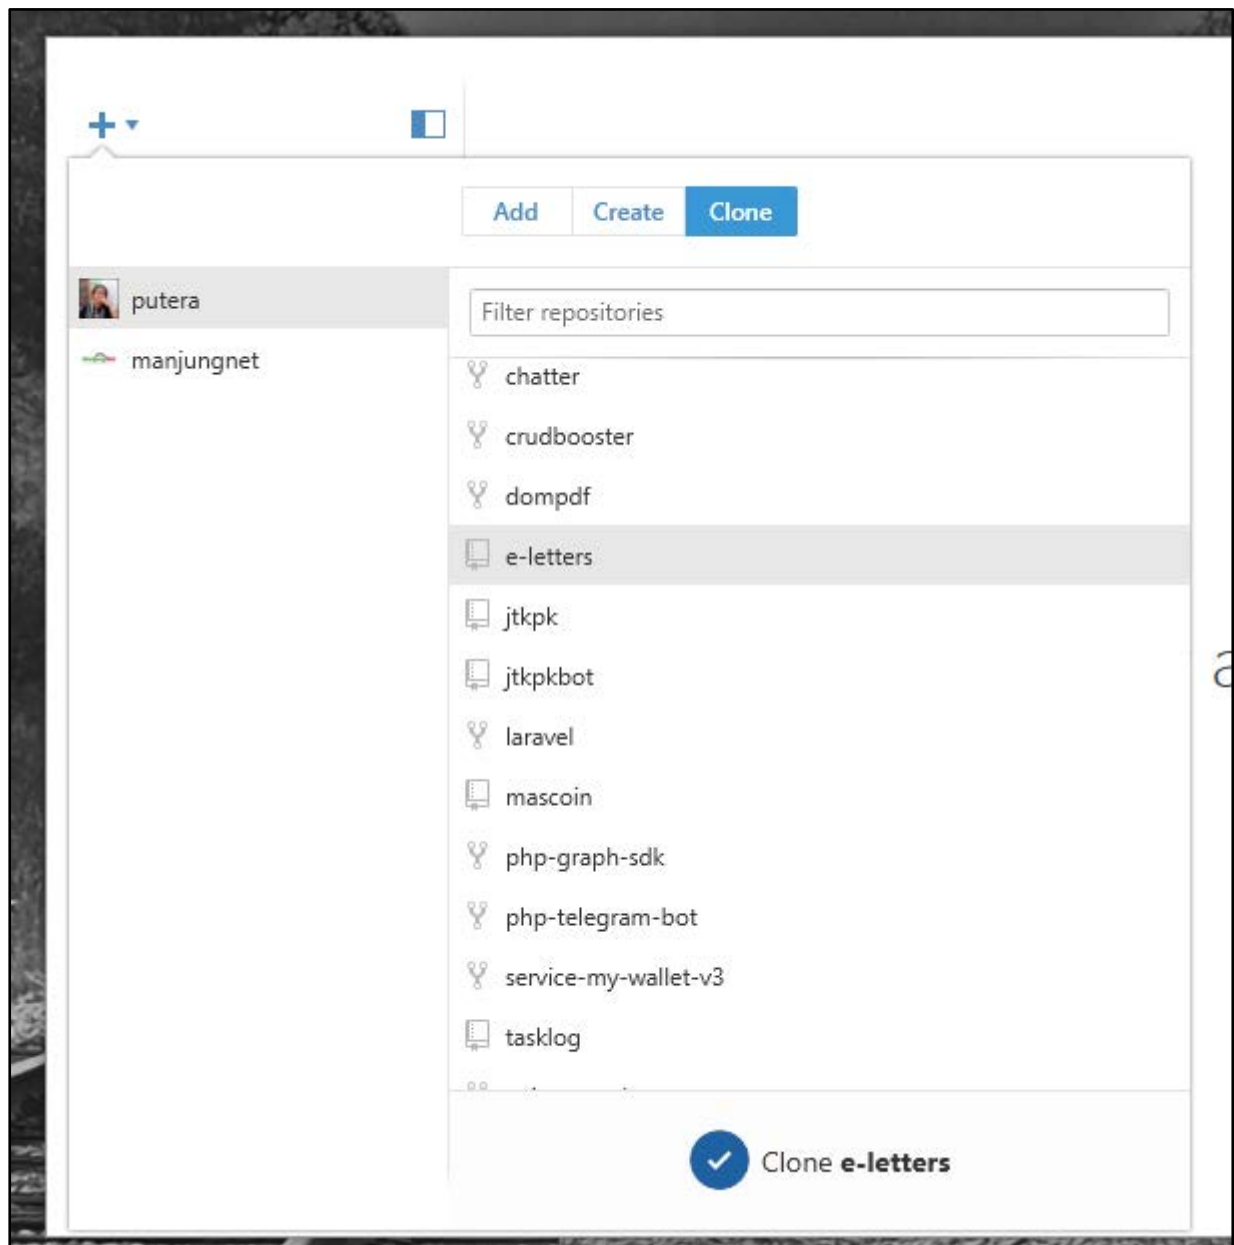 Add Create Clone
putera
manjungnet
Filter repositories
chatter
crudbooster
dompdf
e-letters
jtkpk
jtkpkbot
laravel
mascoin
php-graph-sdk
php-telegram-bot
service-my-wallet-v3
tasklog
Clone e-letters